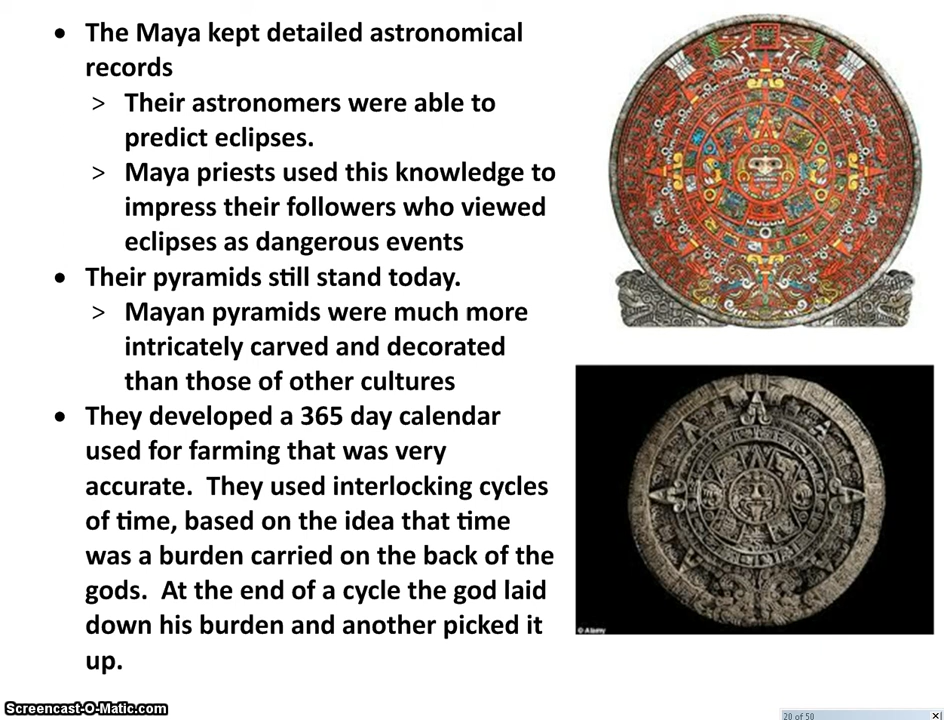 • The Maya kept detailed astronomical
records
> Their astronomers were able to
predict eclipses.
> Maya priests used this knowledge to
impress their followers who viewed
eclipses as dangerous events
• Their pyramids still stand today.
> Mayan pyramids were much more
intricately carved and decorated
than those of other cultures
• They developed a 365 day calendar
used for farming that was very
accurate.  They used interlocking cycles
of time, based on the idea that time
was a burden carried on the back of the
gods.  At the end of a cycle the god laid
down his burden and another picked it
up.
© Alamy
Screencast-O-Matic.com
20 of 50